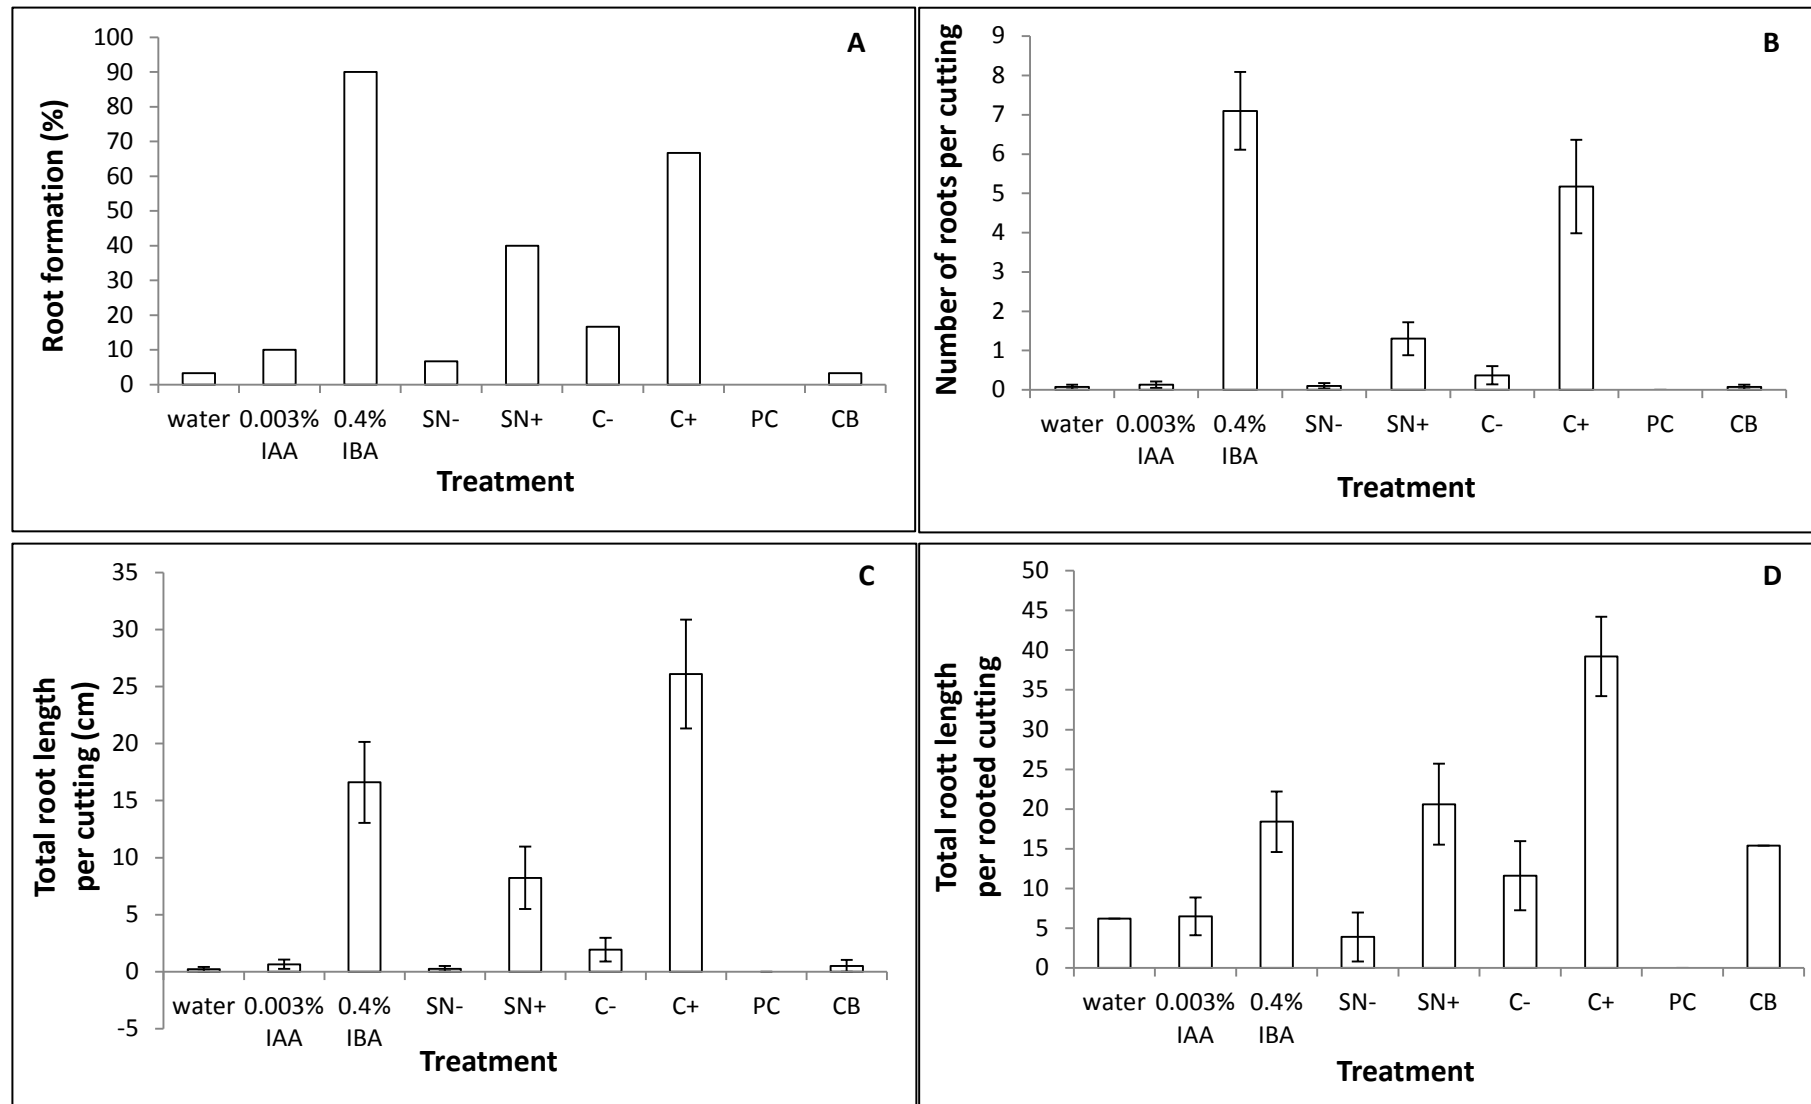 A
Root formation (%)
100
90
80
70
60
50
40
30
20
10
0
water 0.003% 0.4% SN- SN+ C- C+ PC CB
IAA IBA
Treatment
B
Number of roots per cutting
9
8
7
6
5
4
3
2
1
0
water 0.003% 0.4% SN- SN+ C- C+ PC CB
IAA IBA
Treatment
C
Total root length
per cutting (cm)
35
30
25
20
15
10
5
0
-5
water 0.003% 0.4% SN- SN+ C- C+ PC CB
IAA IBA
Treatment
D
Total roott length
per rooted cutting
50
45
40
35
30
25
20
15
10
5
0
water 0.003% 0.4% SN- SN+ C- C+ PC CB
IAA IBA
Treatment